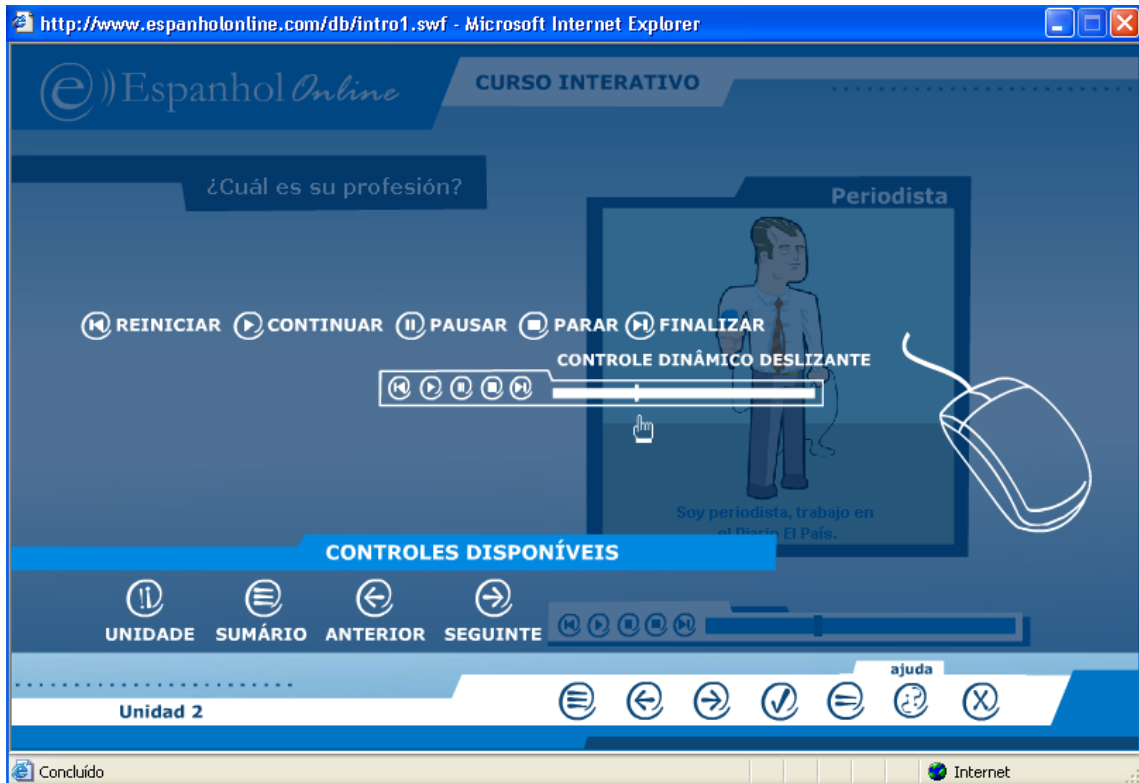 http://www.espanholonline.com/db/intro1.swf - Microsoft Internet Explorer
e))Espanhol Online
CURSO INTERATIVO
¿Cuál es su profesión?
Periodista
REINICIAR CONTINUAR PAUSAR PARAR FINALIZAR
CONTROLE DINÂMICO DESLIZANTE
Soy periodista, trabajo en
el Diario El País.
CONTROLES DISPONÍVEIS
UNIDADE SUMÁRIO ANTERIOR SEGUINTE
ajuda
Unidad 2
Concluído
Internet